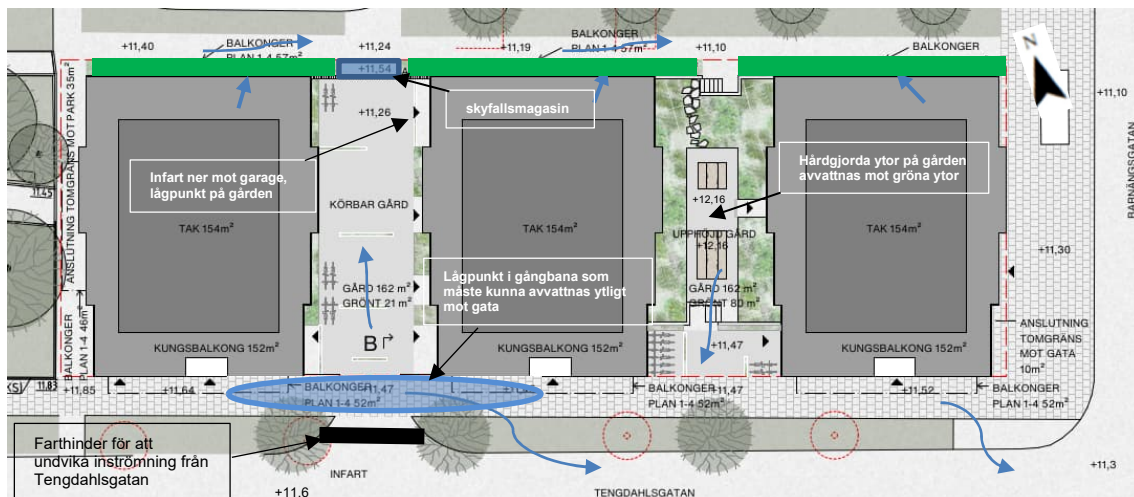 +11,40
+11,24
+11,19
+11,10
BALKONGER
PLAN 1-4 57m²
BALKONGER
BALKONGER
+11,54
+11,26
skyfallsmagasin
N
+11,10
ANSLUTNING TOMGRÄNS MOT PARK 35m²
BARNÄNGSGATAN
Infart ner mot garage,
lågpunkt på gården
Hårdgjorda ytor på gården
avvattnas mot gröna ytor
+12,16
KÖRBAR GÅRD
UPPHÖJD GÅRD
+12,16
TAK 154m²
TAK 154m²
TAK 154m²
+11,30
Lågpunkt i gångbana som
måste kunna avvattnas ytligt
mot gata
GÅRD 162 m²
GRÖNT 21 m²
GÅRD 162 m²
GRÖNT 80 m²
BALKONGER
PLAN 1-4 46m²
B
KUNGSBALKONG 152m²
KUNGSBALKONG 152m²
KUNGSBALKONG 152m²
+11,47
ANSLUTNING
TOMGRÄNS
MOT GATA
10m²
11,83
+11,85
+11,64
BALKONGER
+11,47
PLAN 1-4 52m²
BALKONGER
+11,47
PLAN 1-4 52m²
+11,52
BALKONGER
PLAN 1-4 52m²
Farthinder för att
undvika inströmning från
Tengdahlsgatan
INFART
+11,6
TENGDAHLSGATAN
+11,3